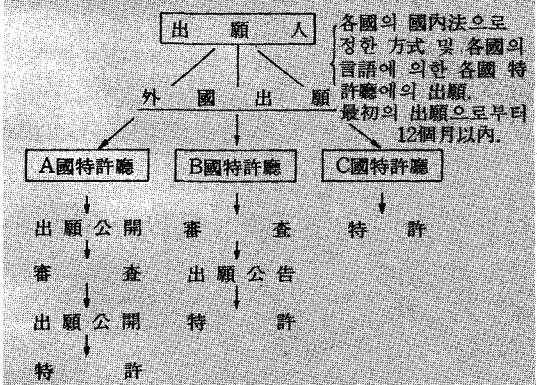 出願人
各國의 國內法으로
정한 方式 및 各國의
言語에 의한 各國 特
許廳에의 出願.
最初의 出願으로부터
12個月以內.
外國出願
A國特許廳 B國特許廳 C國特許廳
出願公開 審査 特許
審査 出願公告
出願公開 特許
特許